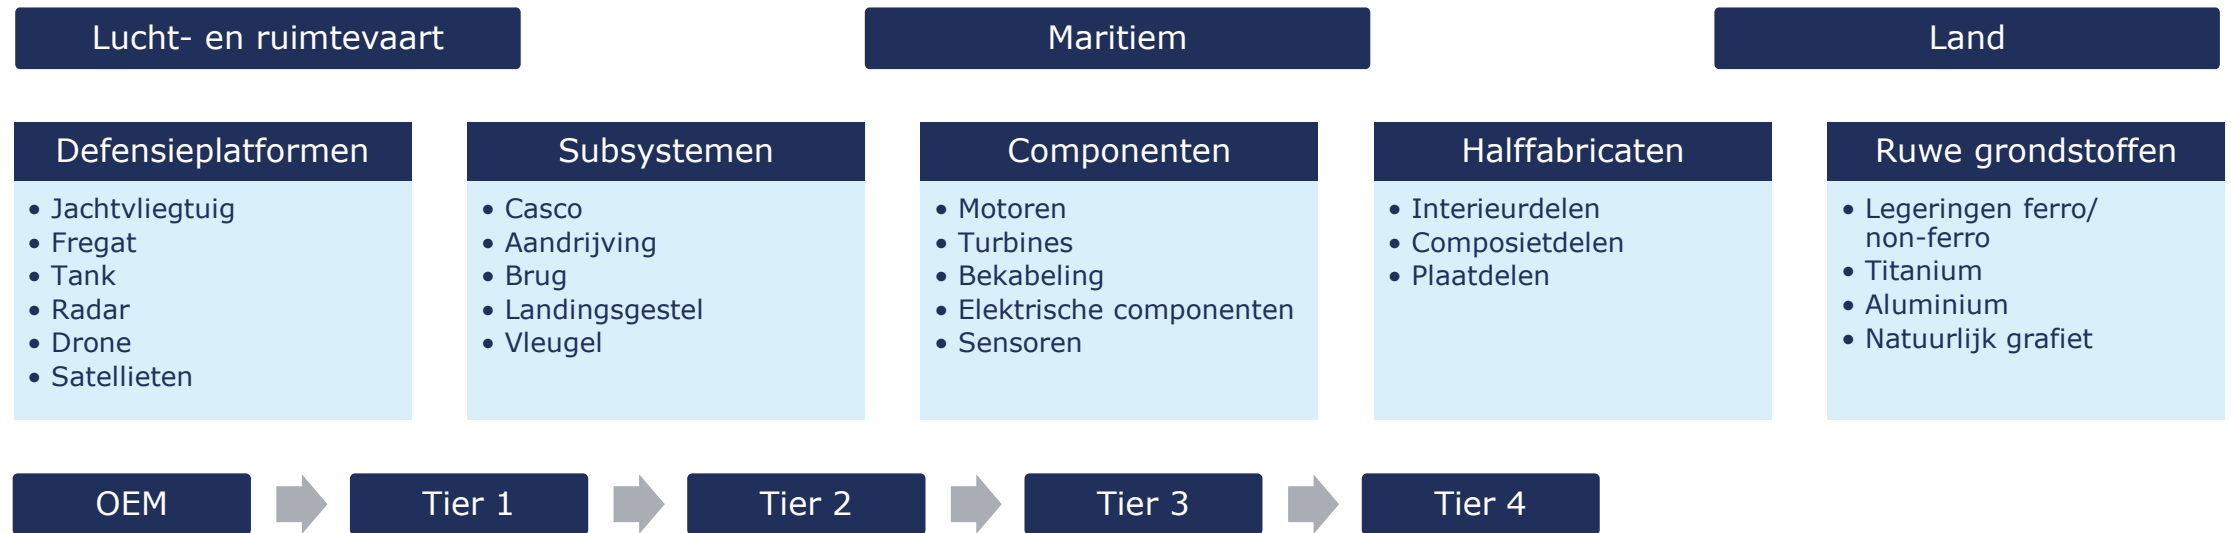 Lucht- en ruimtevaart
Maritiem
Land
Defensieplatformen
• Jachtvliegtuig
• Fregat
• Tank
• Radar
• Drone
• Satellieten
Subsystemen
• Casco
• Aandrijving
• Brug
• Landingsgestel
• Vleugel
Componenten
• Motoren
• Turbines
• Bekabeling
• Elektrische componenten
• Sensoren
Halffabricaten
• Interieurdelen
• Composietdelen
• Plaatdelen
Ruwe grondstoffen
• Legeringen ferro/
non-ferro
• Titanium
• Aluminium
• Natuurlijk grafiet
OEM
Tier 1
Tier 2
Tier 3
Tier 4